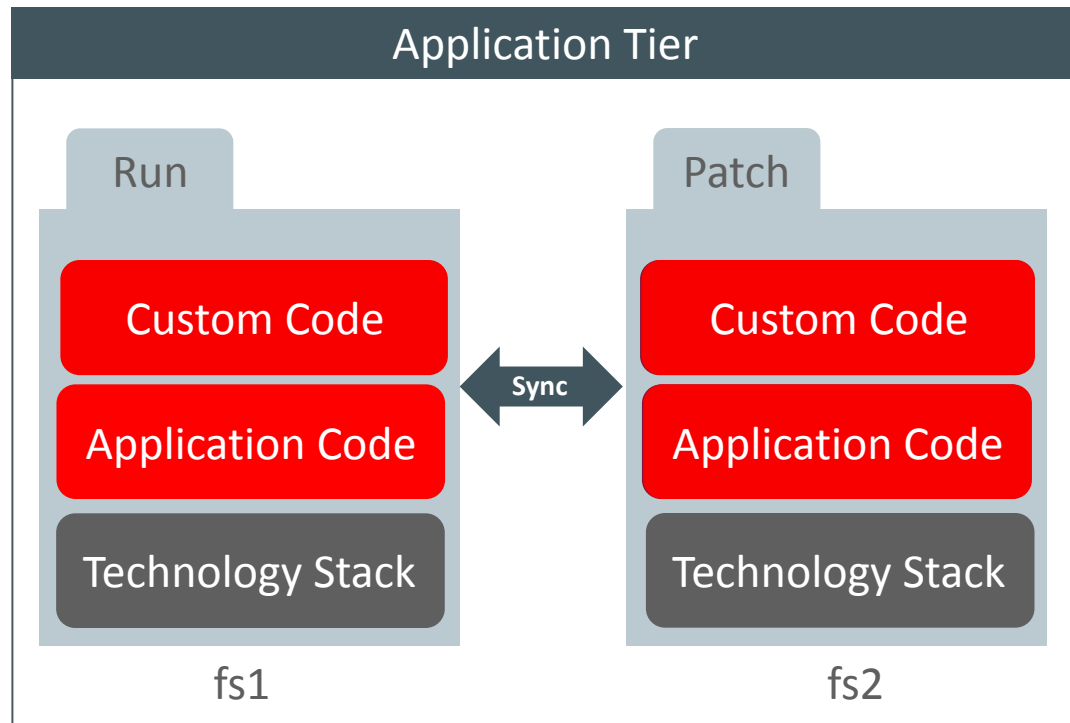 Application Tier
Run
Patch
Custom Code
Custom Code
Sync
Application Code
Application Code
Technology Stack
Technology Stack
fs1
fs2